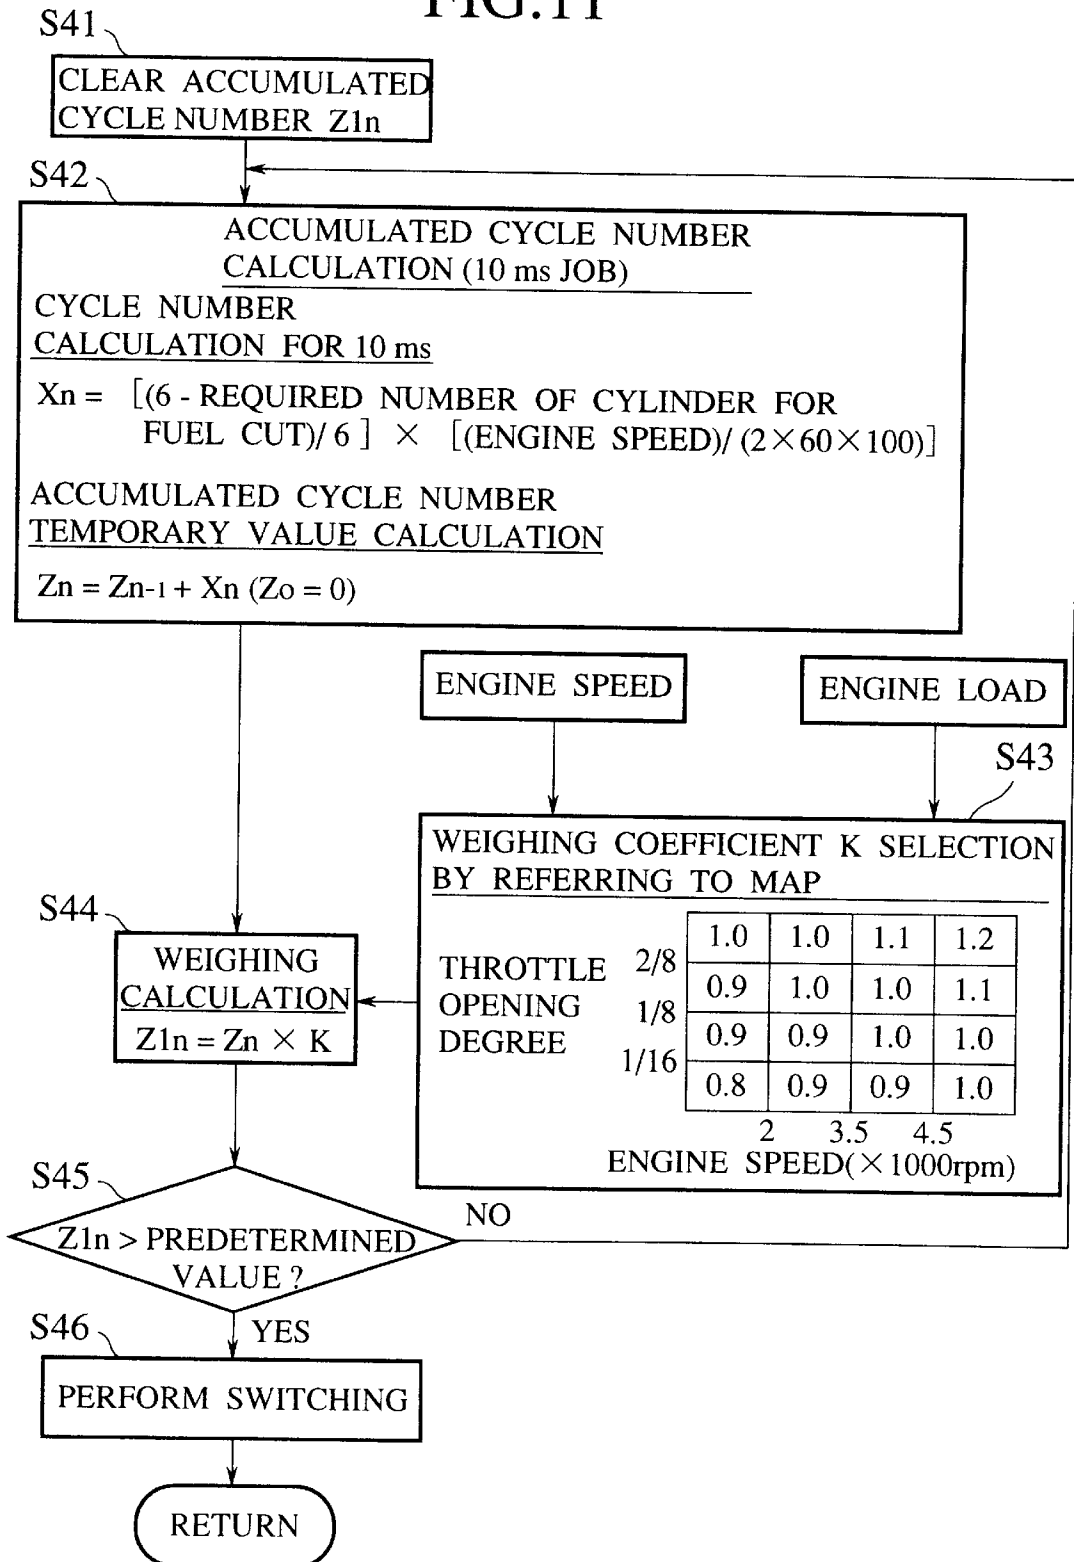 FIG.11
S41
CLEAR ACCUMULATED
CYCLE NUMBER Z1n
S42
ACCUMULATED CYCLE NUMBER
CALCULATION (10 ms JOB)
CYCLE NUMBER
CALCULATION FOR 10 ms
Xn = [(6 - REQUIRED NUMBER OF CYLINDER FOR
FUEL CUT)/ 6 ] × [(ENGINE SPEED)/ (2×60×100)]
ACCUMULATED CYCLE NUMBER
TEMPORARY VALUE CALCULATION
Zn = Zn-1 + Xn (Zo = 0)
ENGINE SPEED
ENGINE LOAD
S43
WEIGHING COEFFICIENT K SELECTION
BY REFERRING TO MAP
THROTTLE
OPENING
DEGREE
2/8
1/8
1/16
1.0 1.0 1.1 1.2
0.9 1.0 1.0 1.1
0.9 0.9 1.0 1.0
0.8 0.9 0.9 1.0
2 3.5 4.5
ENGINE SPEED(×1000rpm)
S44
WEIGHING
CALCULATION
Z1n = Zn × K
S45
Z1n > PREDETERMINED
VALUE ?
NO
YES
S46
PERFORM SWITCHING
RETURN